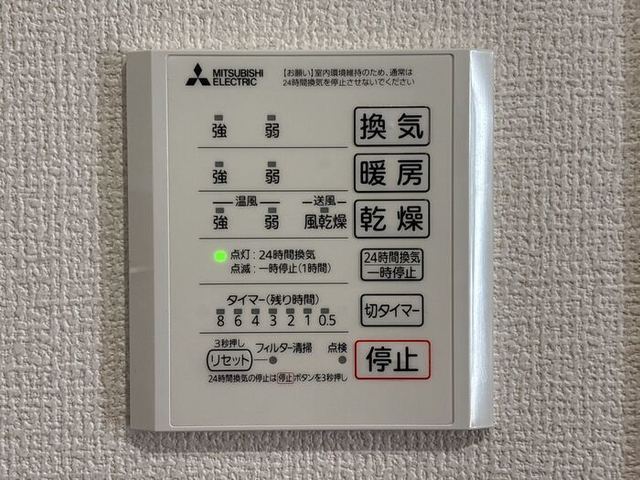 MITSUBISHI ELECTRIC
【お願い】室内環境維持のため、通常は
24時間換気を停止させないでください
強 弱 換気
強 弱 暖房
温風 送風
強 弱 風乾燥 乾燥
点灯：24時間換気
点滅：一時停止(1時間)
24時間換気
一時停止
タイマー(残り時間)
8 6 4 3 2 1 0.5
切タイマー
3秒押し
リセット フィルター清掃 点検
停止
24時間換気の停止は停止ボタンを3秒押し